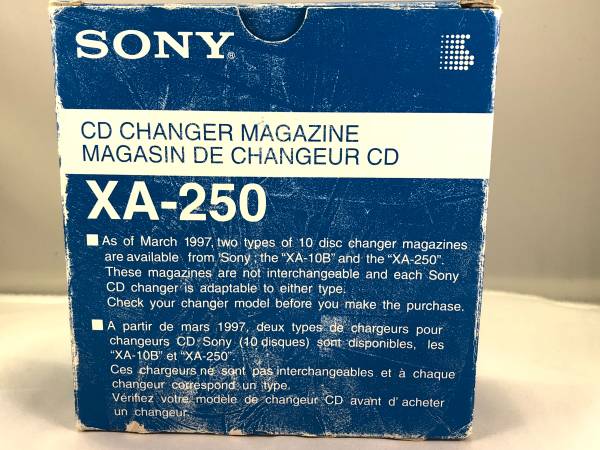 SONY®
CD CHANGER MAGAZINE
MAGASIN DE CHANGEUR CD
XA-250
■ As of March 1997, two types of 10 disc changer magazines
are available from Sony ; the "XA-10B" and the "XA-250".
These magazines are not interchangeable and each Sony
CD changer is adaptable to either type.
Check your changer model before you make the purchase.
■ A partir de mars 1997, deux types de chargeurs pour
changeurs CD Sony (10 disques) sont disponibles, les
"XA-10B" et "XA-250".
Ces chargeurs ne sont pas interchangeables et à chaque
changeur correspond un type.
Vérifiez votre modèle de changeur CD avant d' acheter
un changeur.